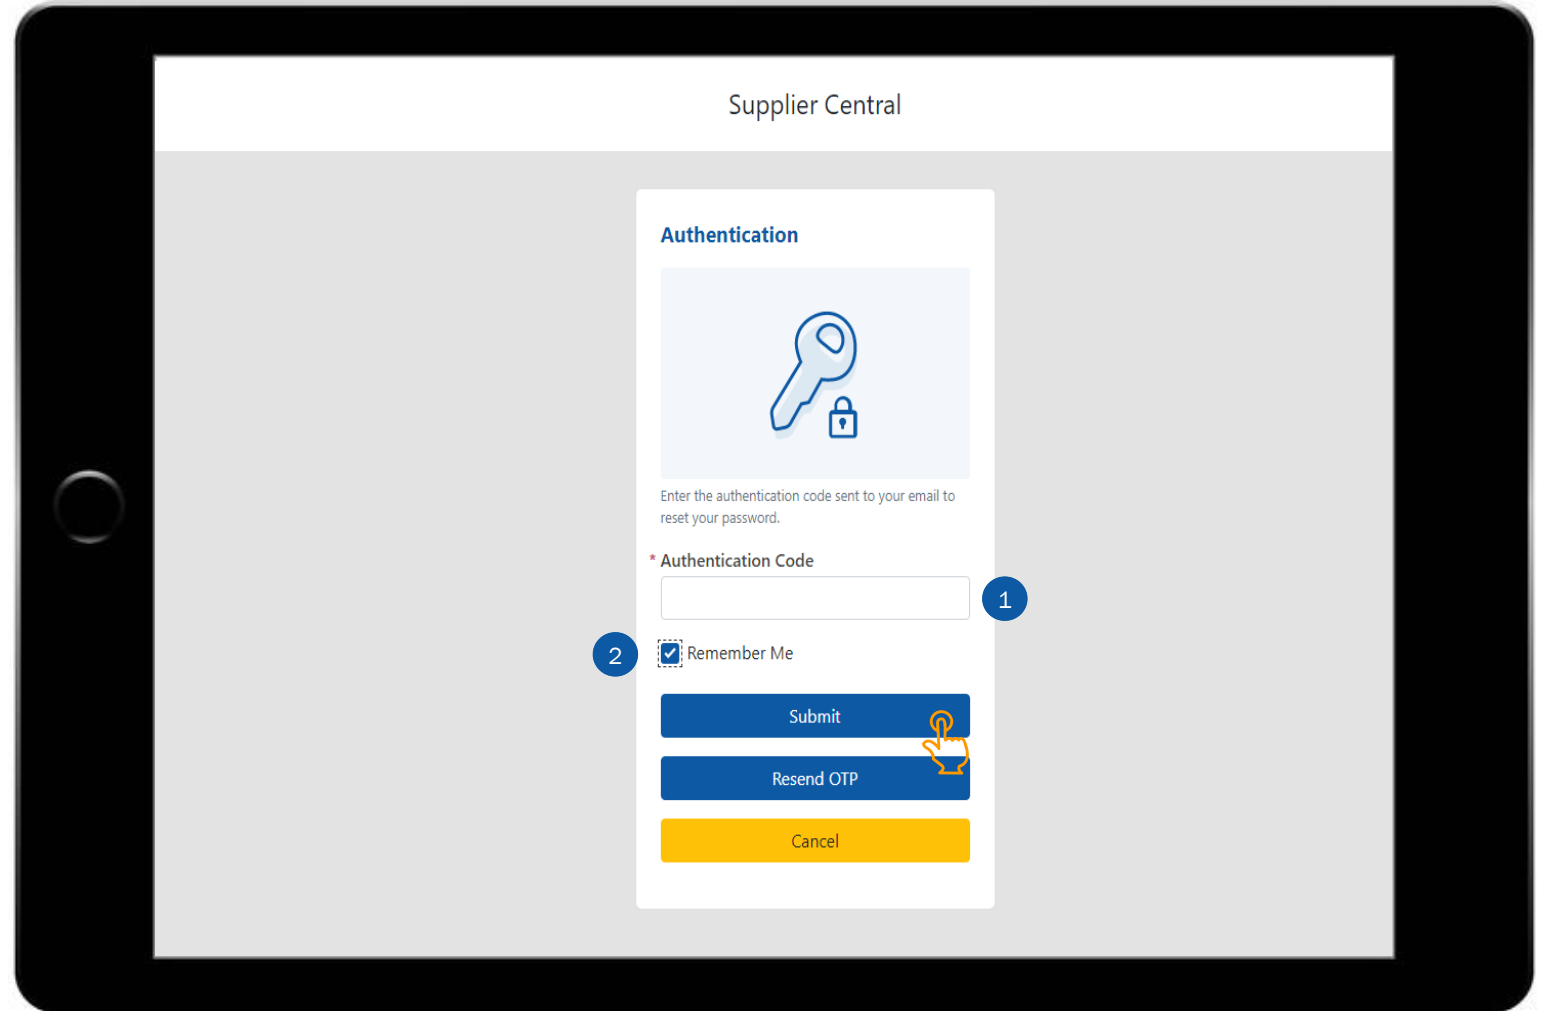 Supplier Central
Authentication
Enter the authentication code sent to your email to
reset your password.
* Authentication Code
1
2 Remember Me
Submit
Resend OTP
Cancel